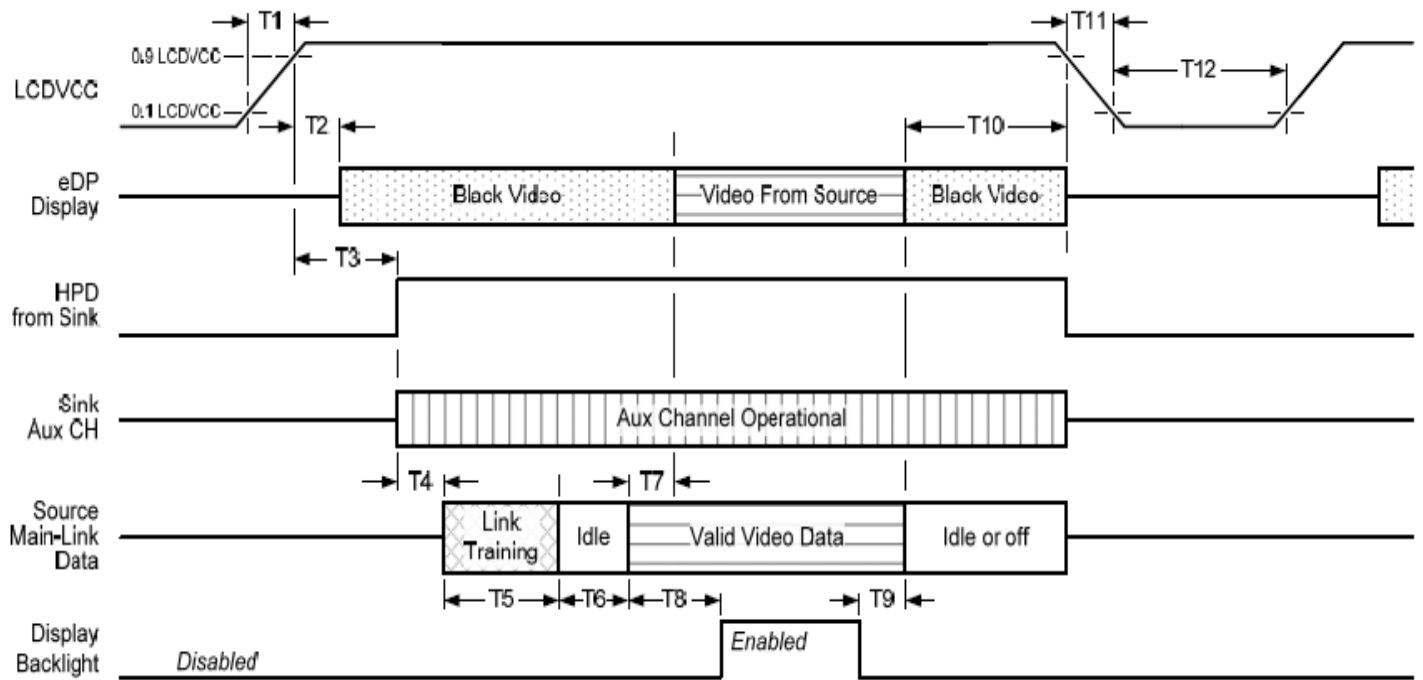 T1
T11
0.9 LCDVCC
T12
LCDVCC
0.1 LCDVCC
T2
T10
eDP
Display
Black Video
Video From Source
Black Video
T3
HPD
from Sink
Sink
Aux CH
Aux Channel Operational
T4
T7
Source
Main-Link
Data
Link
Training
Idle
Valid Video Data
Idle or off
T5
T6
T8
T9
Display
Backlight
Disabled
Enabled